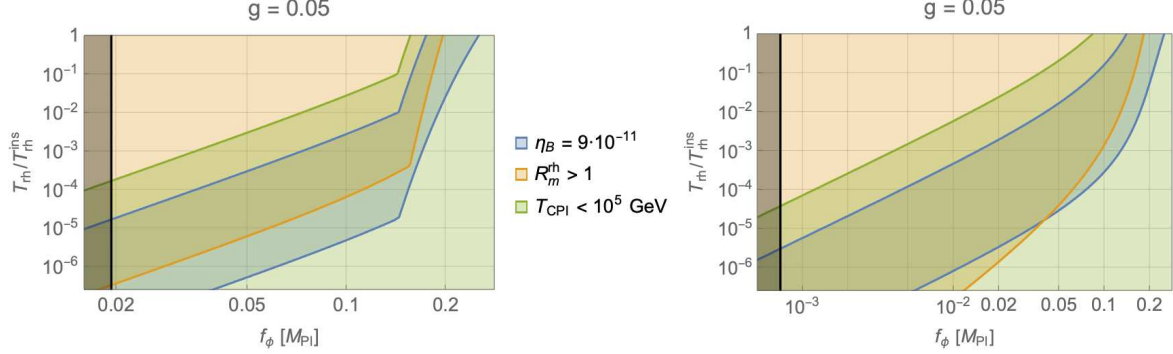 g = 0.05
1
10⁻¹
10⁻²
10⁻³
10⁻⁴
10⁻⁵
10⁻⁶
T_rh/T_rh^ins
0.02
0.05
0.1
0.2
f_ϕ [M_Pl]
η_B = 9·10⁻¹¹
R_m^rh > 1
T_CPI < 10⁵ GeV
g = 0.05
1
10⁻¹
10⁻²
10⁻³
10⁻⁴
10⁻⁵
10⁻⁶
T_rh/T_rh^ins
10⁻³
10⁻²
0.02
0.05
0.1
0.2
f_ϕ [M_Pl]